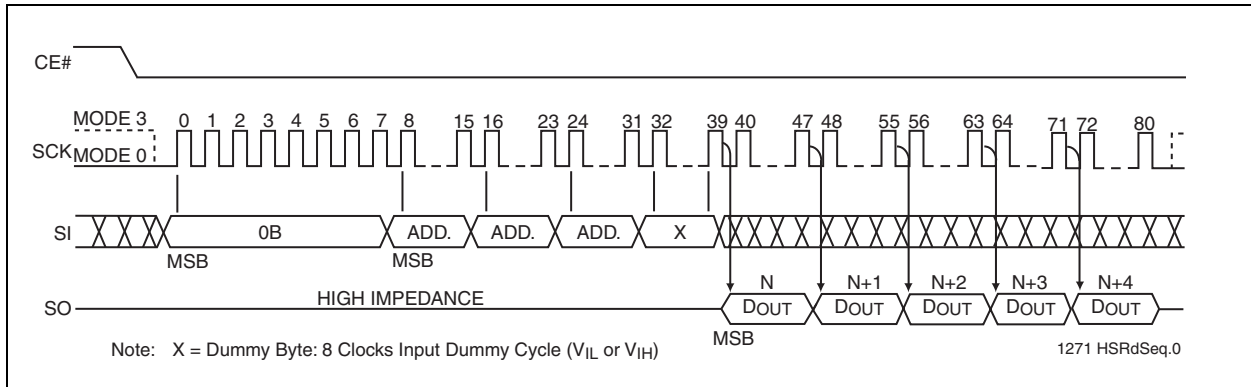 CE#
MODE 3
0 1 2 3 4 5 6 7 8 15 16 23 24 31 32 39 40 47 48 55 56 63 64 71 72 80
SCK MODE 0
SI 0B ADD. ADD. ADD. X
MSB MSB
N N+1 N+2 N+3 N+4
SO HIGH IMPEDANCE DOUT DOUT DOUT DOUT DOUT
MSB
Note: X = Dummy Byte: 8 Clocks Input Dummy Cycle (VIL or VIH)
1271 HSRdSeq.0